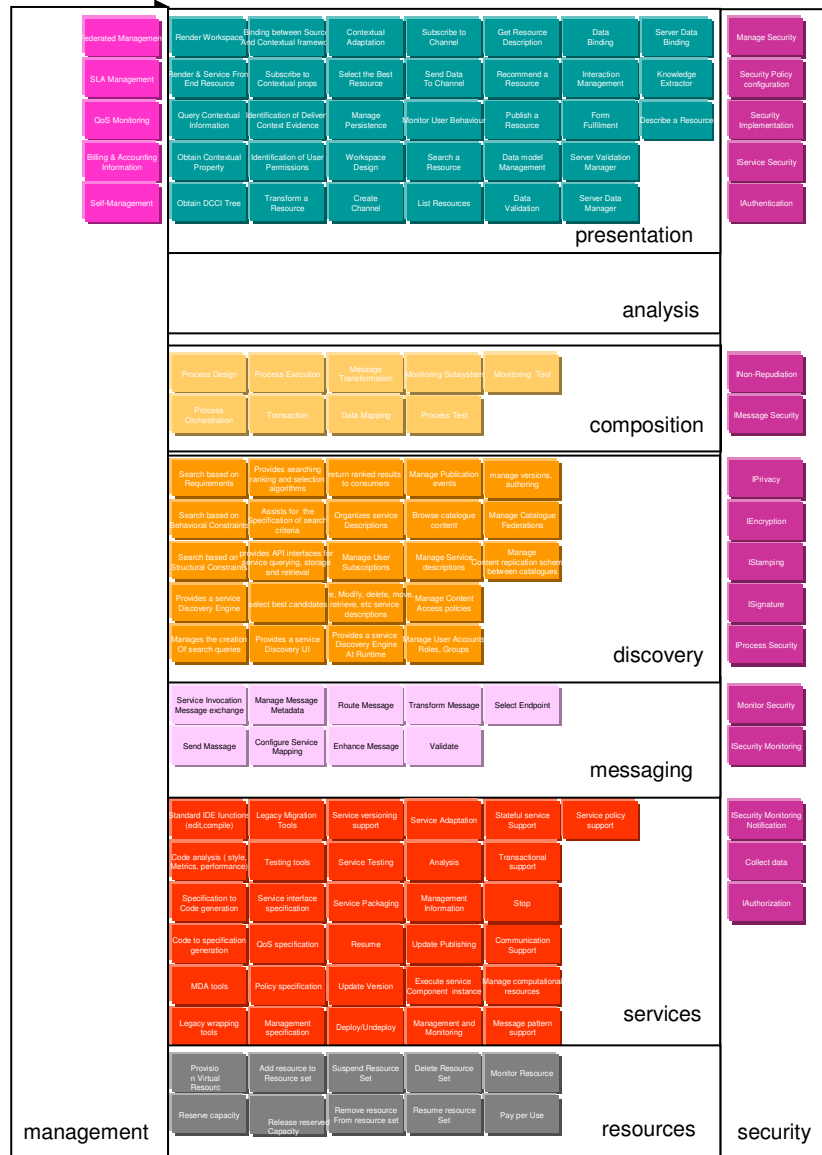 Federated Management
SLA Management
QoS Monitoring
Billing & Accounting
Information
Self-Management
management
Render Workspace
Binding between Source
And Contextual framework
Contextual
Adaptation
Subscribe to
Channel
Get Resource
Description
Data
Binding
Server Data
Binding
Render & Service Fron
End Resource
Subscribe to
Contextual props
Select the Best
Resource
Send Data
To Channel
Recommend a
Resource
Interaction
Management
Knowledge
Extractor
Query Contextual
Information
Identification of Deliver
Context Evidence
Manage
Persistence
Monitor User Behaviour
Publish a
Resource
Form
Fulfilment
Describe a Resource
Obtain Contextual
Property
Identification of User
Permissions
Workspace
Design
Search a
Resource
Data model
Management
Server Validation
Manager
Obtain DCCI Tree
Transform a
Resource
Create
Channel
List Resources
Data
Validation
Server Data
Manager
presentation
analysis
Process Design
Process Execution
Message
Transformation
Monitoring Subsystem
Monitoring Tool
Process
Orchestration
Transaction
Data Mapping
Process Test
composition
Search based on
Requirements
Provides searching
ranking and selection
algorithms
return ranked results
to consumers
Manage Publication
events
manage versions,
authoring
Search based on
Behavioral Constraints
Assists for the
Specification of search
criteria
Organizes service
Descriptions
Browse catalogue
content
Manage Catalogue
Federations
Search based on
Structural Constraints
provides API interfaces for
service querying, storage
and retrieval
Manage User
Subscriptions
Manage Service
descriptions
Manage
Content replication schem
between catalogues
Provides a service
Discovery Engine
select best candidates
e, Modify, delete, move,
retrieve, etc service
descriptions
Manage Content
Access policies
Manages the creation
Of search queries
Provides a service
Discovery UI
Provides a service
Discovery Engine
At Runtime
Manage User Accounts
Roles, Groups
discovery
Service Invocation
Message exchange
Manage Message
Metadata
Route Message
Transform Message
Select Endpoint
Send Massage
Configure Service
Mapping
Enhance Message
Validate
messaging
Standard IDE functions
(edit,compile)
Legacy Migration
Tools
Service versioning
support
Service Adaptation
Stateful service
Support
Service policy
support
Code analysis ( style,
Metrics, performance)
Testing tools
Service Testing
Analysis
Transactional
support
Specification to
Code generation
Service interface
specification
Service Packaging
Management
Information
Stop
Code to specification
generation
QoS specification
Resume
Update Publishing
Communication
Support
MDA tools
Policy specification
Update Version
Execute service
Component instance
Manage computational
resources
Legacy wrapping
tools
Management
specification
Deploy/Undeploy
Management and
Monitoring
Message pattern
support
services
Provisio
n Virtual
Resourc
Add resource to
Resource set
Suspend Resource
Set
Delete Resource
Set
Monitor Resource
Reserve capacity
Release reserved
Capacity
Remove resource
From resource set
Resume resource
Set
Pay per Use
resources
Manage Security
Security Policy
configuration
Security
Implementation
IService Security
IAuthentication
INon-Repudiation
IMessage Security
IPrivacy
IEncryption
IStamping
ISignature
IProcess Security
Monitor Security
ISecurity Monitoring
ISecurity Monitoring
Notification
Collect data
IAuthorization
security